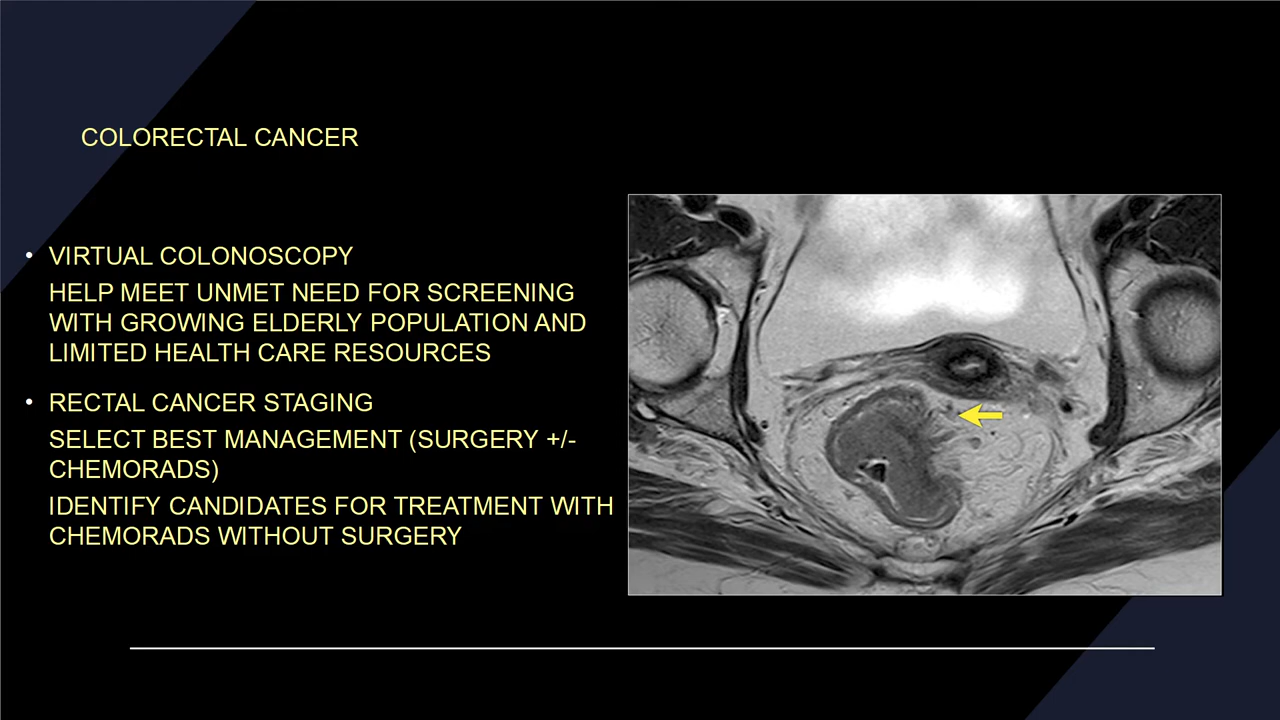 COLORECTAL CANCER
• VIRTUAL COLONOSCOPY
HELP MEET UNMET NEED FOR SCREENING
WITH GROWING ELDERLY POPULATION AND
LIMITED HEALTH CARE RESOURCES
• RECTAL CANCER STAGING
SELECT BEST MANAGEMENT (SURGERY +/-
CHEMORADS)
IDENTIFY CANDIDATES FOR TREATMENT WITH
CHEMORADS WITHOUT SURGERY